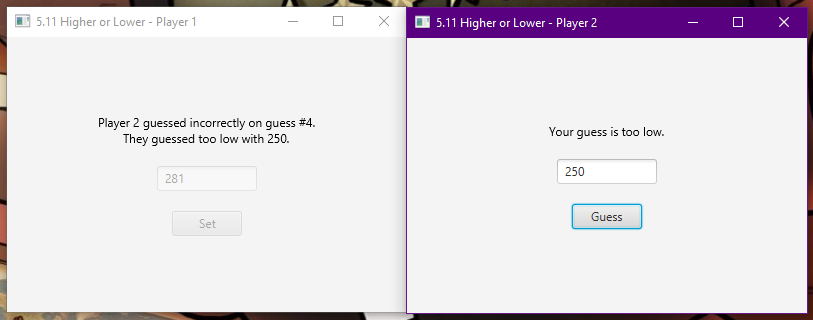 5.11 Higher or Lower - Player 1
Player 2 guessed incorrectly on guess #4.
They guessed too low with 250.
281
Set
5.11 Higher or Lower - Player 2
Your guess is too low.
250
Guess